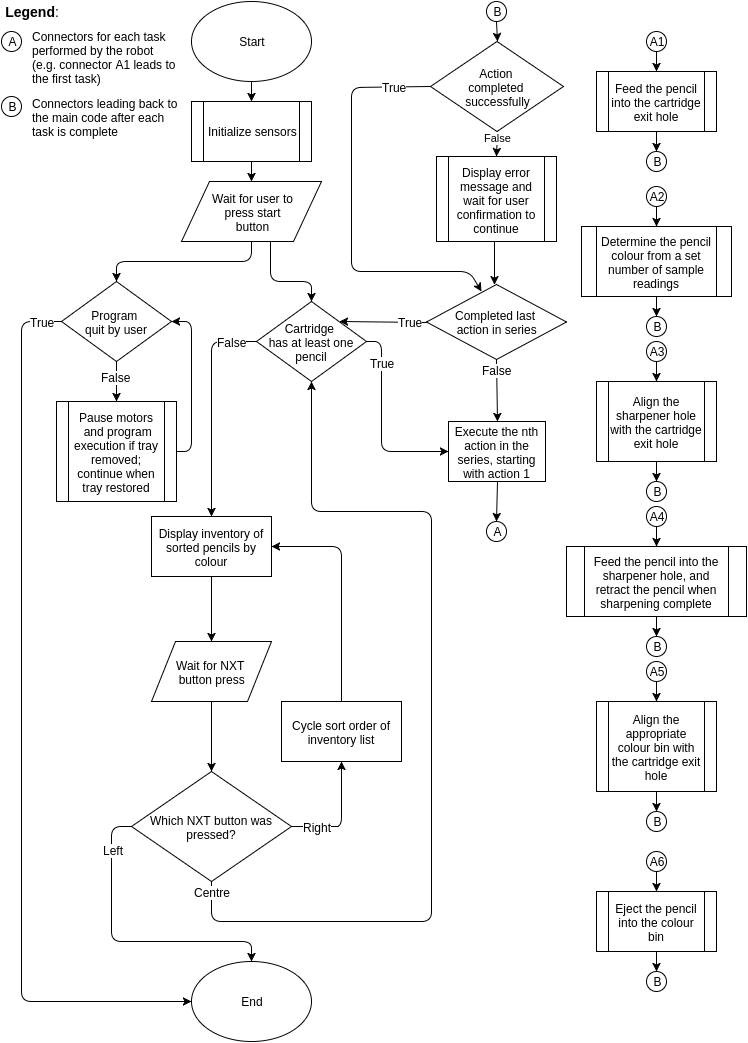 Legend:
A
Connectors for each task
performed by the robot
(e.g. connector A1 leads to
the first task)
B
Connectors leading back to
the main code after each
task is complete
Start
Initialize sensors
Wait for user to
press start
button
True
Program
quit by user
False
Pause motors
and program
execution if tray
removed;
continue when
tray restored
False
Cartridge
has at least one
pencil
True
Display inventory of
sorted pencils by
colour
Wait for NXT
button press
Cycle sort order of
inventory list
Which NXT button was
pressed?
Right
Left
Centre
End
B
Action
completed
successfully
True
False
Display error
message and
wait for user
confirmation to
continue
True
Completed last
action in series
False
Execute the nth
action in the
series, starting
with action 1
A
A1
Feed the pencil
into the cartridge
exit hole
B
A2
Determine the pencil
colour from a set
number of sample
readings
B
A3
Align the
sharpener hole
with the cartridge
exit hole
B
A4
Feed the pencil into the
sharpener hole, and
retract the pencil when
sharpening complete
B
A5
Align the
appropriate
colour bin with
the cartridge exit
hole
B
A6
Eject the pencil
into the colour
bin
B